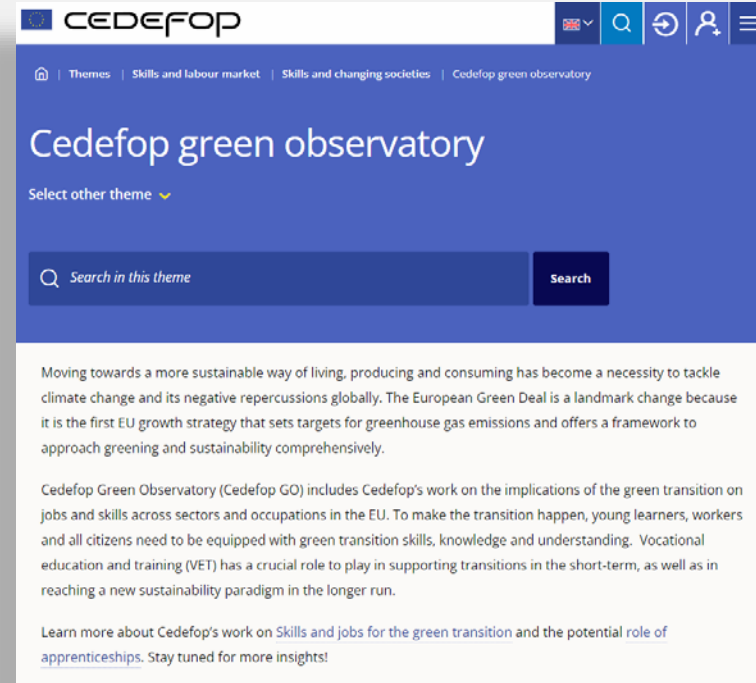 CEDEFOP
Themes | Skills and labour market | Skills and changing societies | Cedefop green observatory
Cedefop green observatory
Select other theme
Search in this theme
Search
Moving towards a more sustainable way of living, producing and consuming has become a necessity to tackle
climate change and its negative repercussions globally. The European Green Deal is a landmark change because
it is the first EU growth strategy that sets targets for greenhouse gas emissions and offers a framework to
approach greening and sustainability comprehensively.
Cedefop Green Observatory (Cedefop GO) includes Cedefop's work on the implications of the green transition on
jobs and skills across sectors and occupations in the EU. To make the transition happen, young learners, workers
and all citizens need to be equipped with green transition skills, knowledge and understanding. Vocational
education and training (VET) has a crucial role to play in supporting transitions in the short-term, as well as in
reaching a new sustainability paradigm in the longer run.
Learn more about Cedefop's work on Skills and jobs for the green transition and the potential role of
apprenticeships. Stay tuned for more insights!